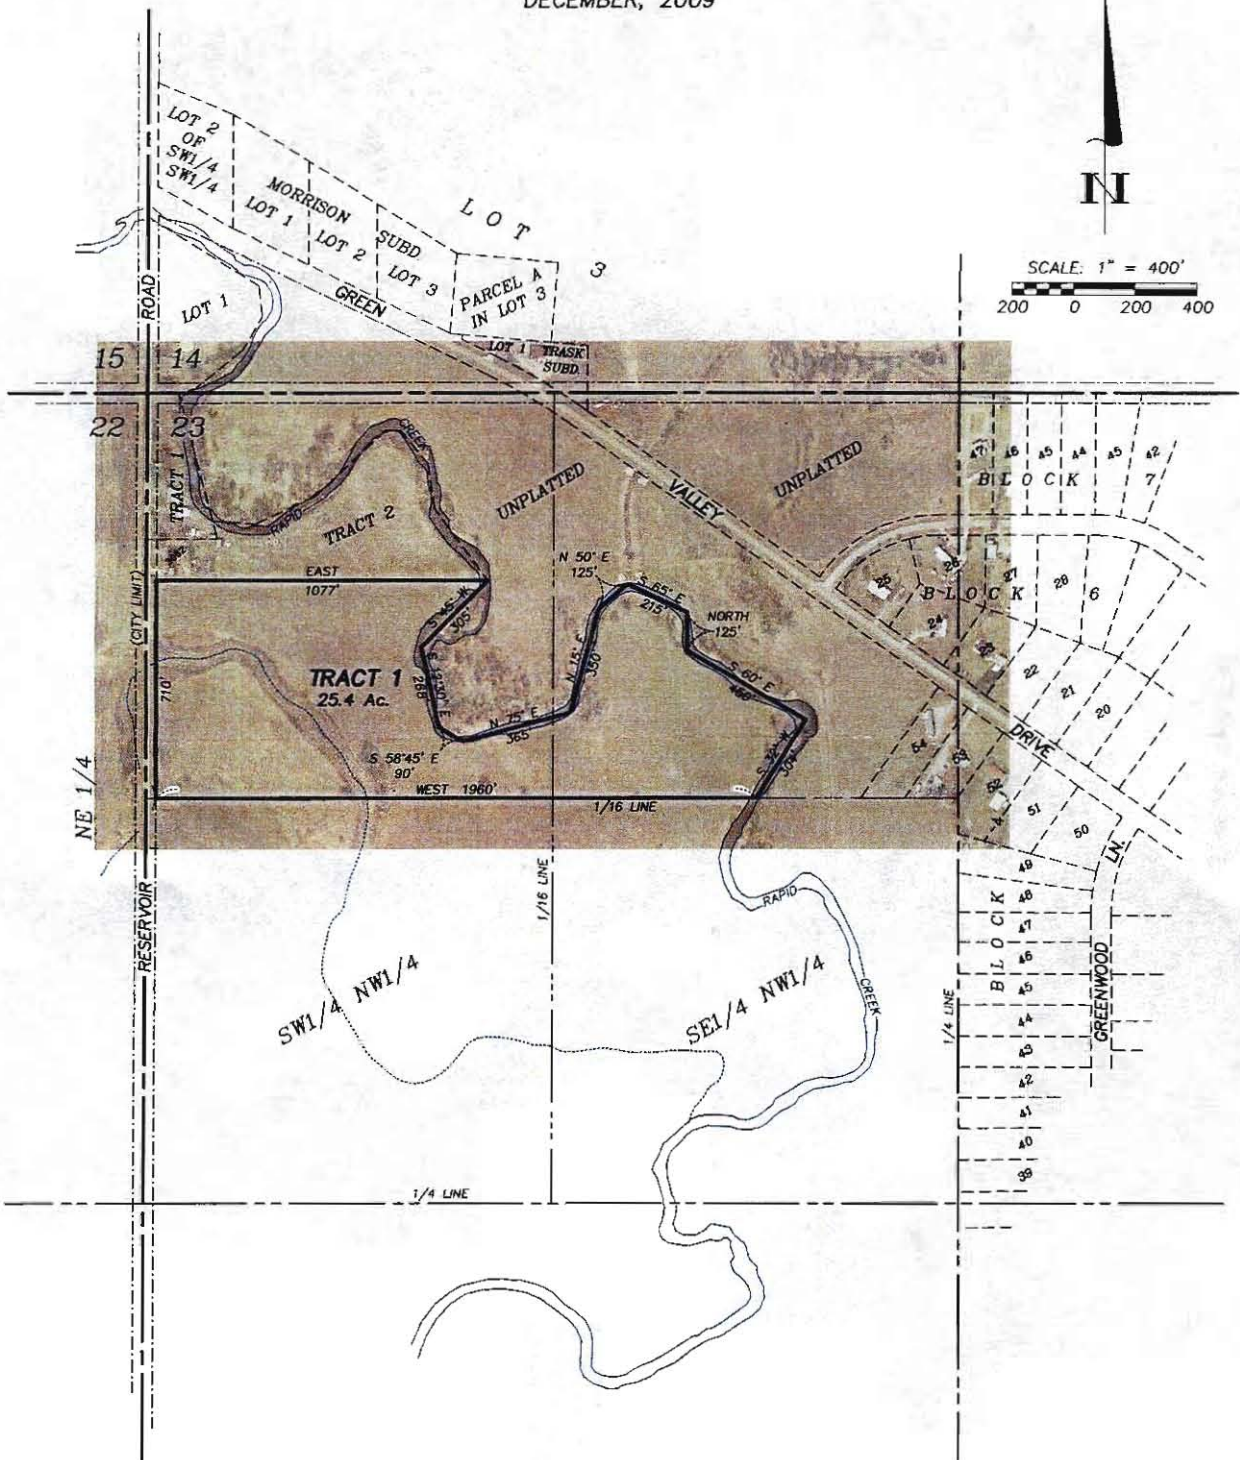 DECEMBER, 2009
N
SCALE: 1" = 400'
200 0 200 400
LOT 2
OF
SW1/4
SW1/4
MORRISON SUBD.
LOT 1
LOT 2
LOT 3
LOT
3
PARCEL A
IN LOT 3
LOT 1
TRASK
SUBD.
ROAD
LOT 1
GREEN
15 14
22 23
TRACT 1
RAPID
CREEK
TRACT 2
UNPLATTED
UNPLATTED
VALLEY
BLOCK 7
46 45 44 45 42
(CITY LIMIT)
EAST
1077'
S 45° W
305'
N 50° E
125'
S 65° E
215'
NORTH
125'
N 15° E
350'
TRACT 1
25.4 Ac.
710'
N 75° E
365'
S 58°45' E
90'
WEST 1960'
1/16 LINE
BLOCK 6
25
26
27
28
24
23
22
21
20
DRIVE
54
53
52
51
50
NE 1/4
RESERVOIR
1/16 LINE
RAPID
CREEK
SW1/4 NW1/4
SE1/4 NW1/4
1/4 LINE
BLOCK
4
LN.
GREENWOOD
49
48
47
46
45
44
43
42
41
40
39
1/4 LINE